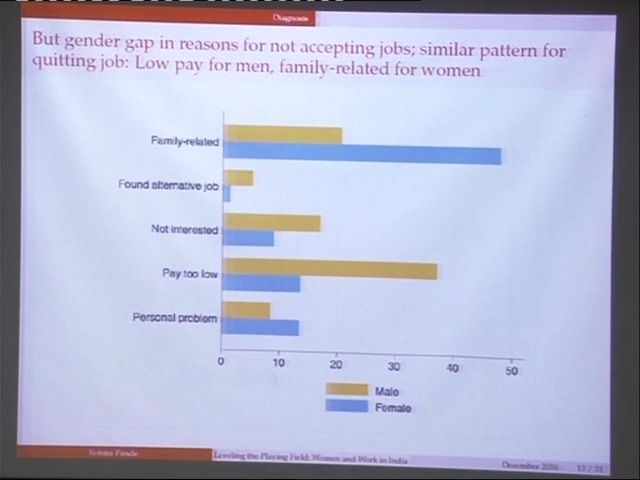 Diagnosis
But gender gap in reasons for not accepting jobs; similar pattern for
quitting job: Low pay for men, family-related for women
Family-related
Found alternative job
Not interested
Pay too low
Personal problem
0 10 20 30 40 50
Male
Female
Rohini Pande
Leveling the Playing Field: Women and Work in India
December 2016
13 / 31